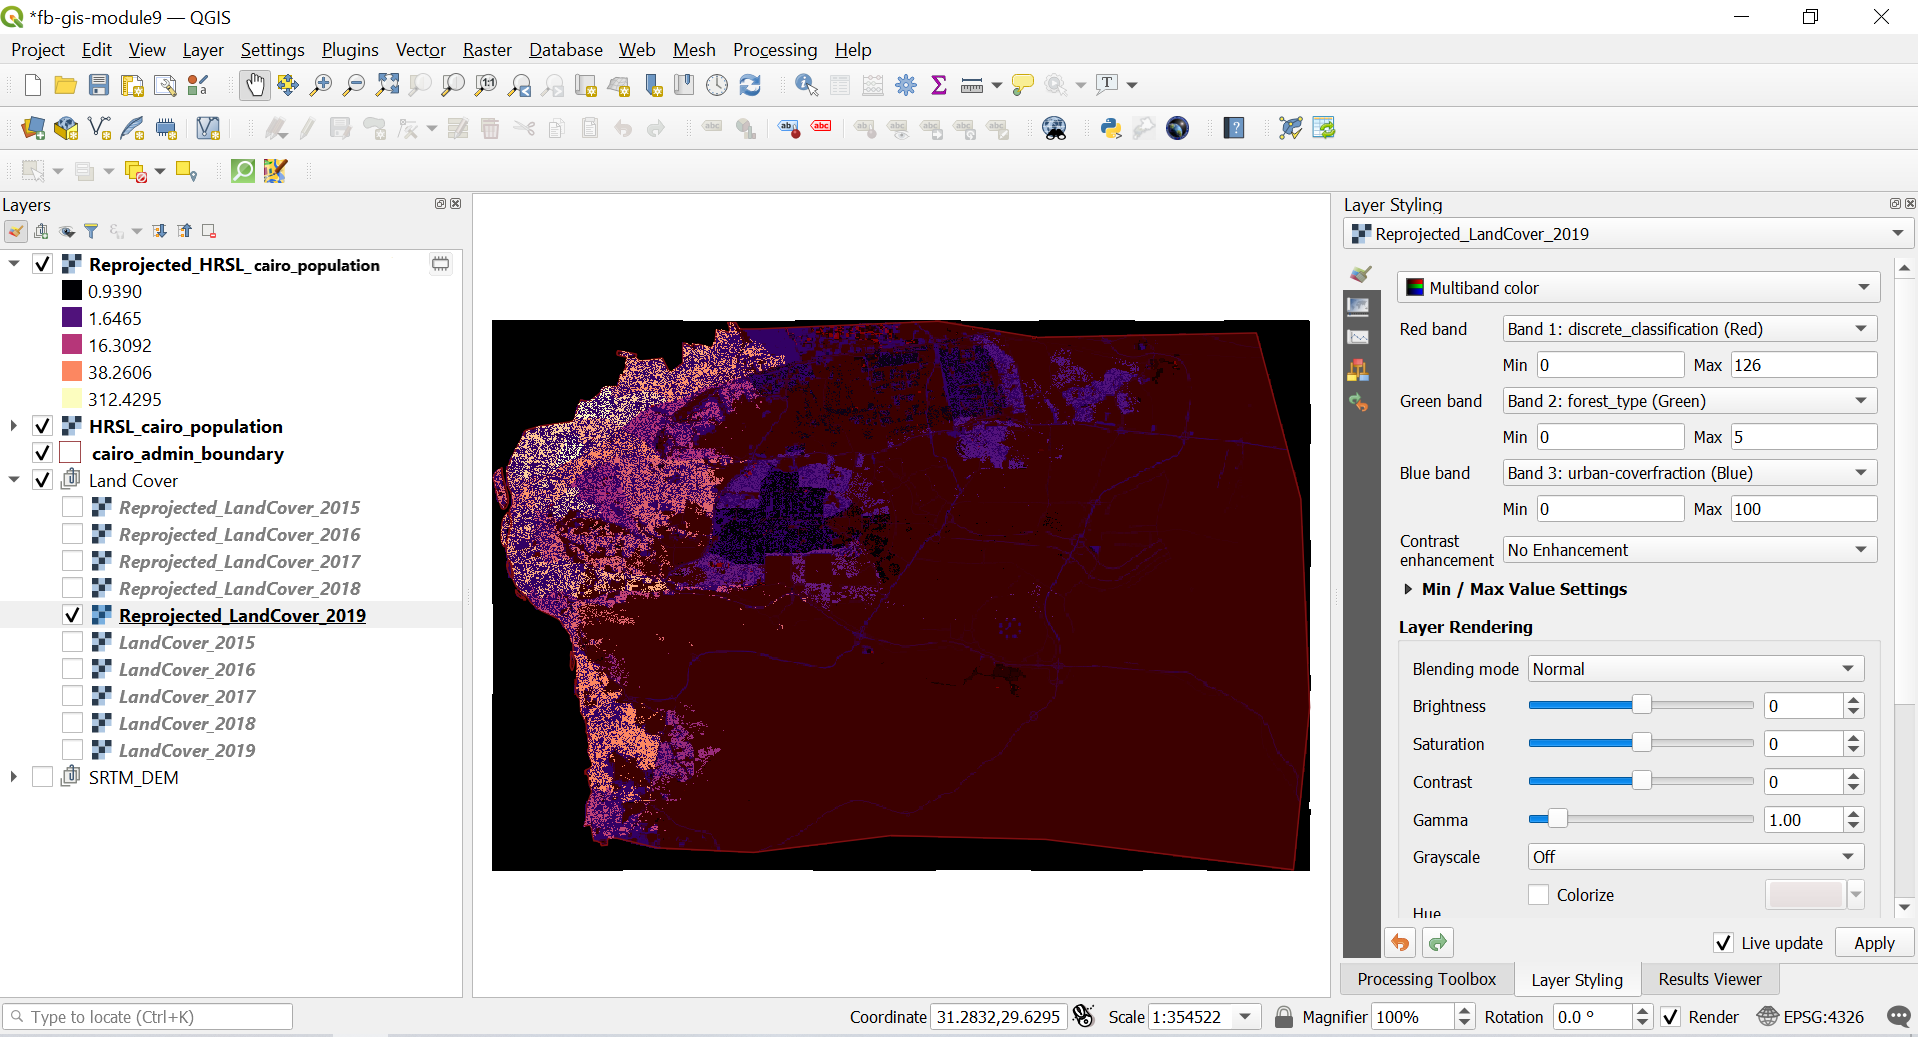 *fb-gis-module9 — QGIS
Project Edit View Layer Settings Plugins Vector Raster Database Web Mesh Processing Help
Layers
Reprojected_HRSL_cairo_population
0.9390
1.6465
16.3092
38.2606
312.4295
HRSL_cairo_population
cairo_admin_boundary
Land Cover
Reprojected_LandCover_2015
Reprojected_LandCover_2016
Reprojected_LandCover_2017
Reprojected_LandCover_2018
Reprojected_LandCover_2019
LandCover_2015
LandCover_2016
LandCover_2017
LandCover_2018
LandCover_2019
SRTM_DEM
Layer Styling
Reprojected_LandCover_2019
Multiband color
Red band Band 1: discrete_classification (Red)
Min 0 Max 126
Green band Band 2: forest_type (Green)
Min 0 Max 5
Blue band Band 3: urban-coverfraction (Blue)
Min 0 Max 100
Contrast enhancement No Enhancement
Min / Max Value Settings
Layer Rendering
Blending mode Normal
Brightness 0
Saturation 0
Contrast 0
Gamma 1.00
Grayscale Off
Colorize
Hue
Live update Apply
Processing Toolbox Layer Styling Results Viewer
Type to locate (Ctrl+K) Coordinate 31.2832,29.6295 Scale 1:354522 Magnifier 100% Rotation 0.0 ° Render EPSG:4326